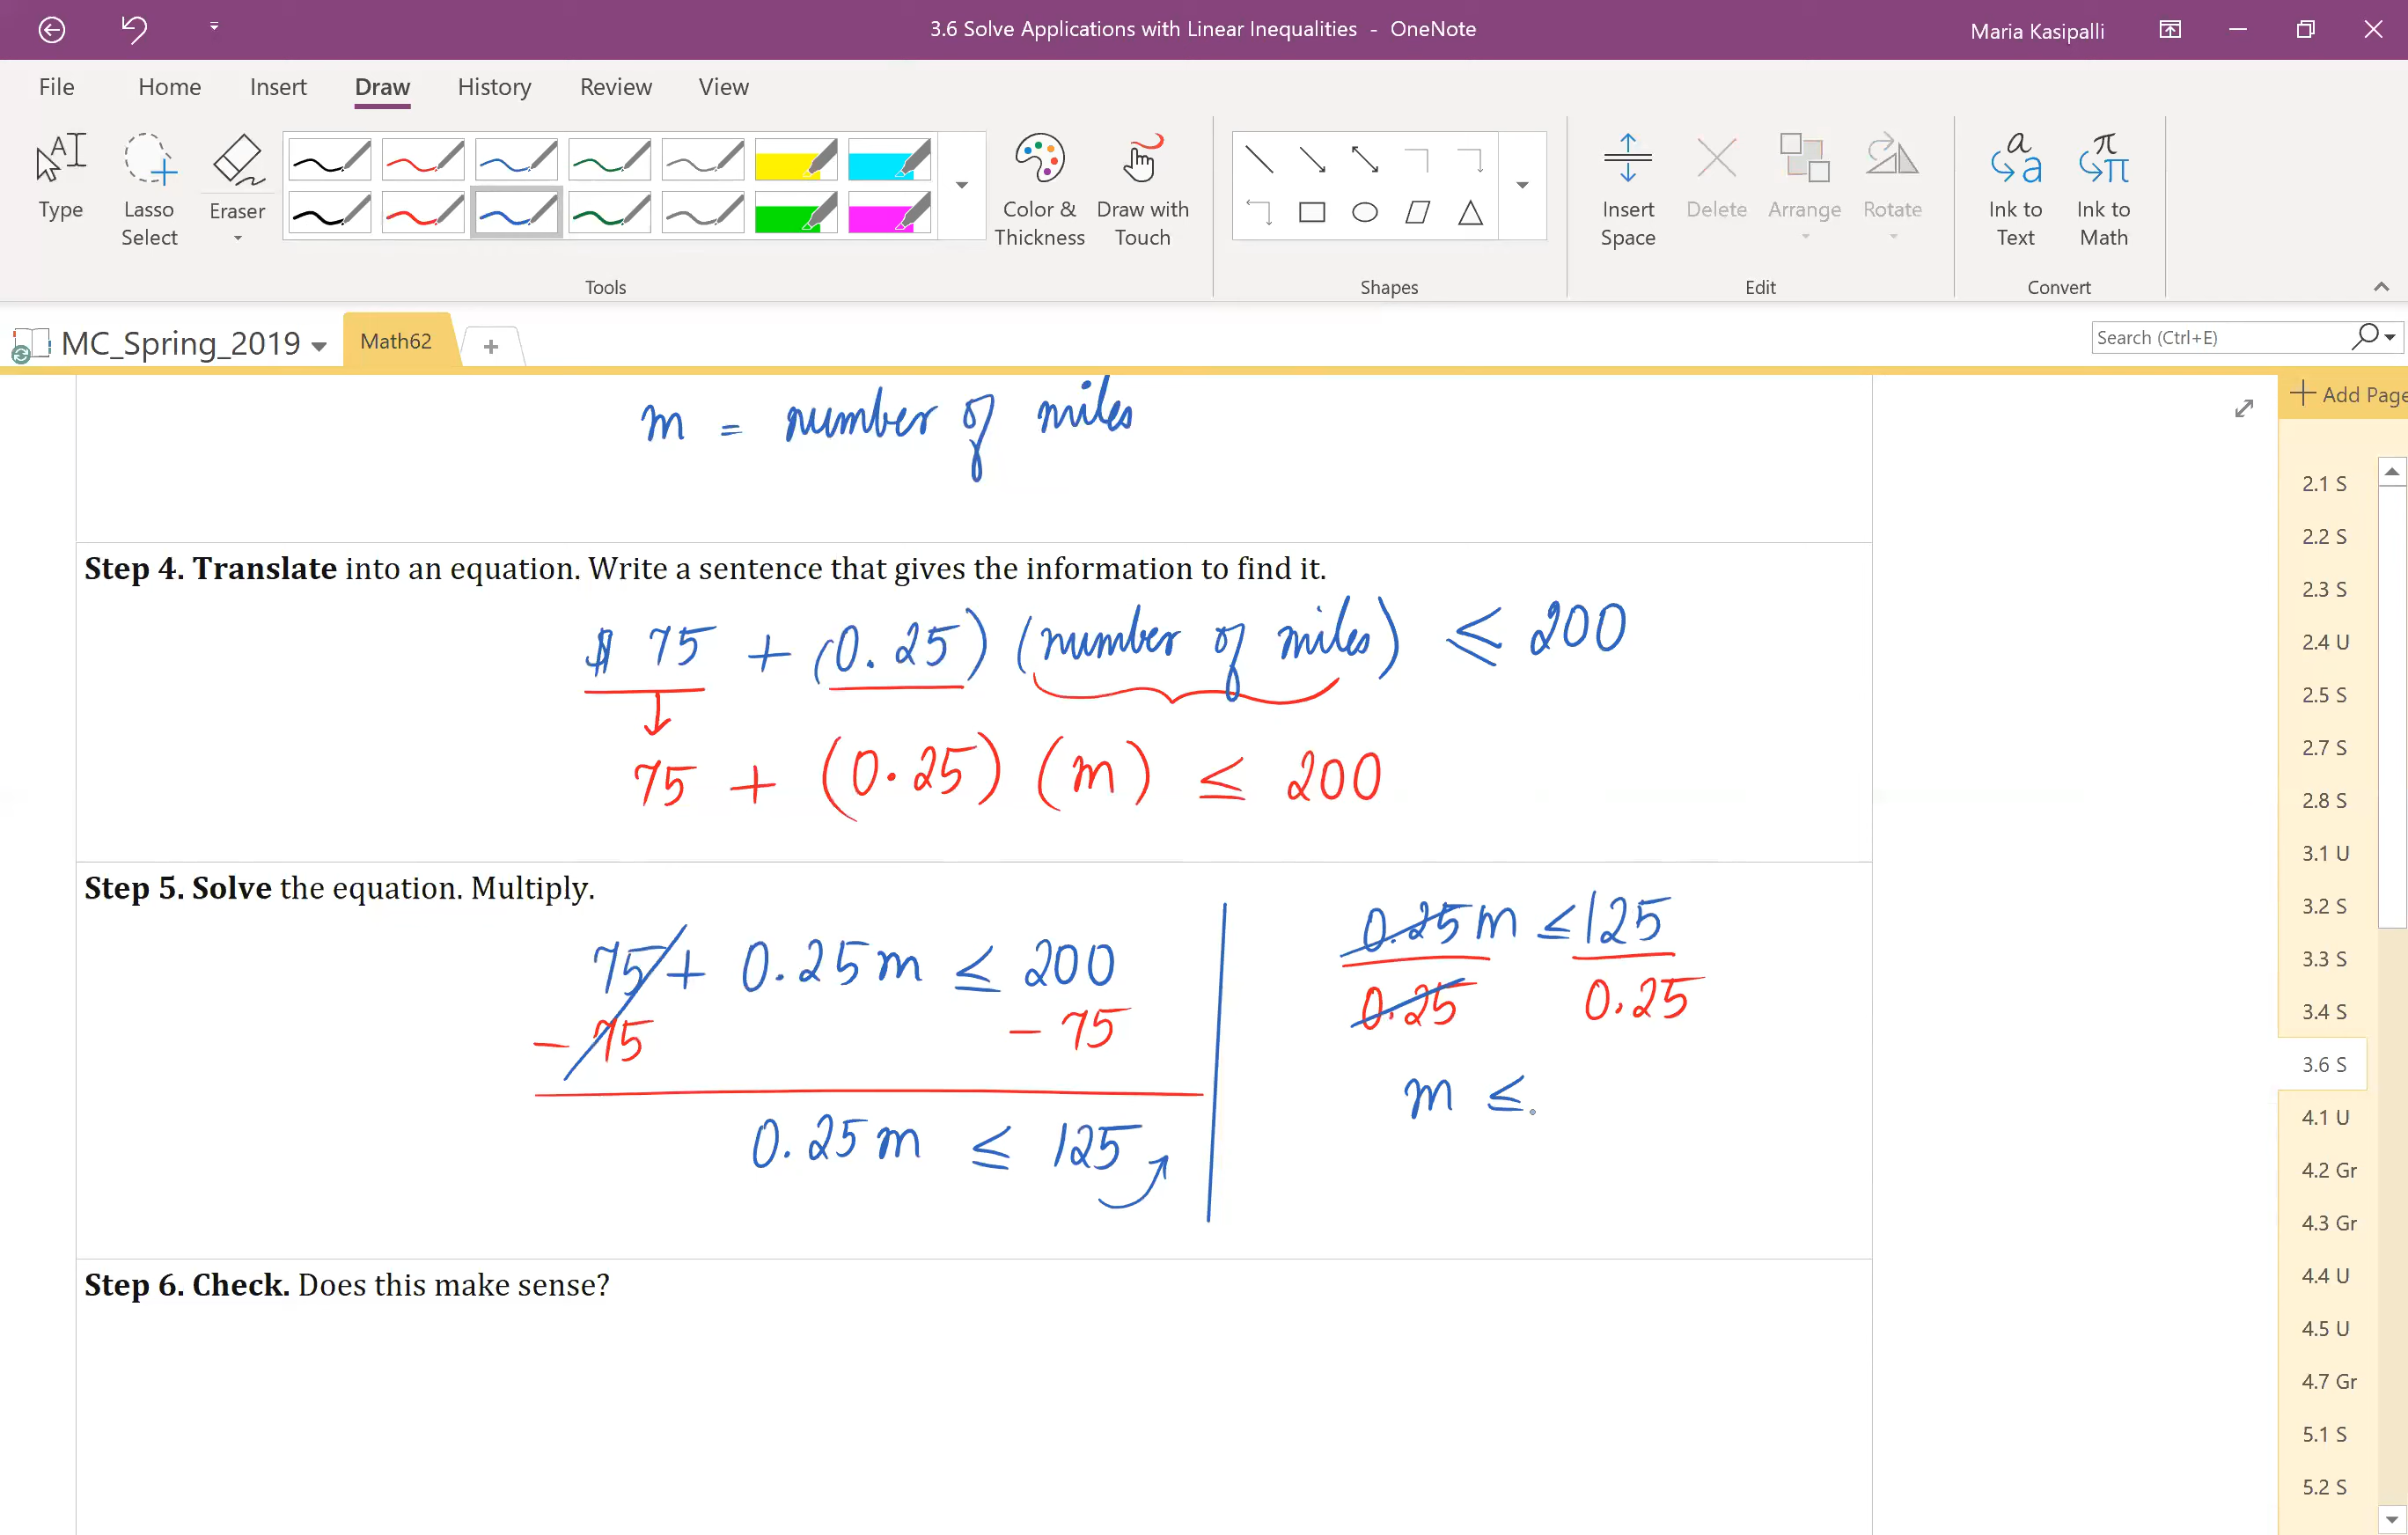 3.6 Solve Applications with Linear Inequalities - OneNote
Maria Kasipalli
File Home Insert Draw History Review View
Type
Lasso Select
Eraser
Color & Thickness
Draw with Touch
Insert Space
Delete
Arrange
Rotate
Ink to Text
Ink to Math
Tools Shapes Edit Convert
MC_Spring_2019 Math62
Search (Ctrl+E)
Add Page
m = number of miles
Step 4. Translate into an equation. Write a sentence that gives the information to find it.
$ 75 + (0.25) (number of miles) ≤ 200
75 + (0.25) (m) ≤ 200
Step 5. Solve the equation. Multiply.
75 + 0.25m ≤ 200
- 75 - 75
0.25m ≤ 125
0.25m ≤ 125
0.25 0.25
m ≤
Step 6. Check. Does this make sense?
2.1 S
2.2 S
2.3 S
2.4 U
2.5 S
2.7 S
2.8 S
3.1 U
3.2 S
3.3 S
3.4 S
3.6 S
4.1 U
4.2 Gr
4.3 Gr
4.4 U
4.5 U
4.7 Gr
5.1 S
5.2 S